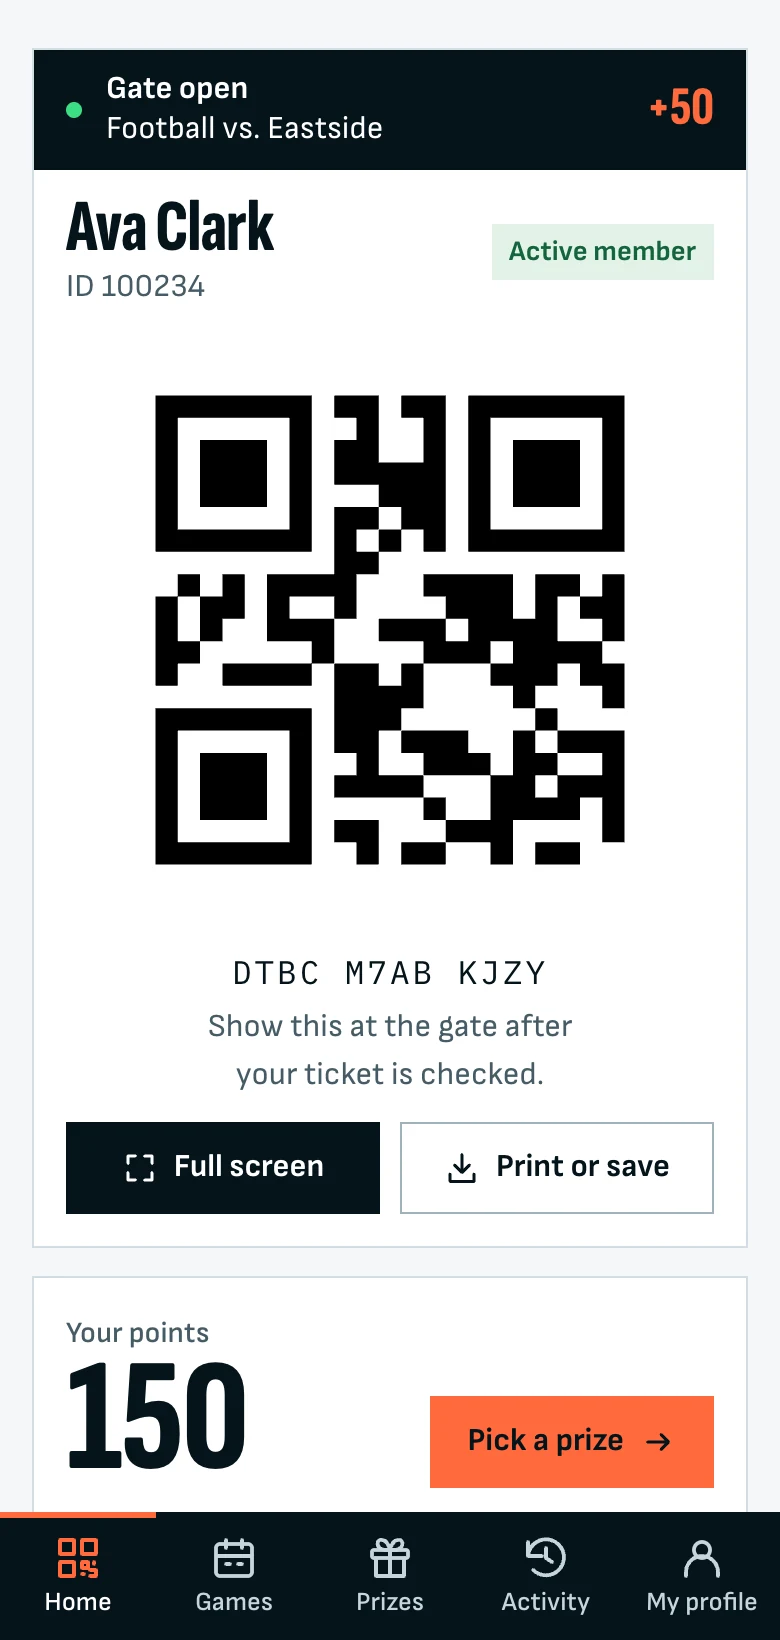 Gate open
Football vs. Eastside
+50
Ava Clark
ID 100234
Active member
DTBC M7AB KJZY
Show this at the gate after
your ticket is checked.
Full screen
Print or save
Your points
150
Pick a prize →
Home
Games
Prizes
Activity
My profile